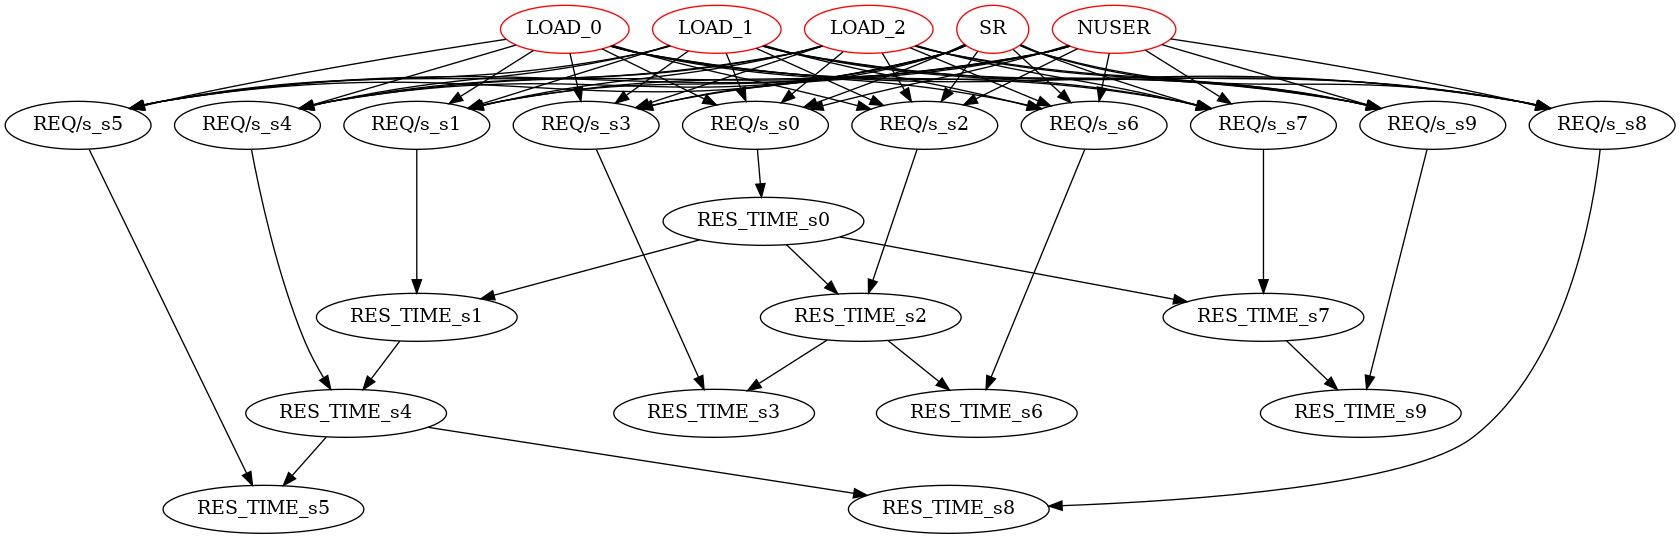 LOAD_0
LOAD_1
LOAD_2
SR
NUSER
REQ/s_s5
REQ/s_s4
REQ/s_s1
REQ/s_s3
REQ/s_s0
REQ/s_s2
REQ/s_s6
REQ/s_s7
REQ/s_s9
REQ/s_s8
RES_TIME_s0
RES_TIME_s1
RES_TIME_s2
RES_TIME_s7
RES_TIME_s4
RES_TIME_s3
RES_TIME_s6
RES_TIME_s9
RES_TIME_s5
RES_TIME_s8